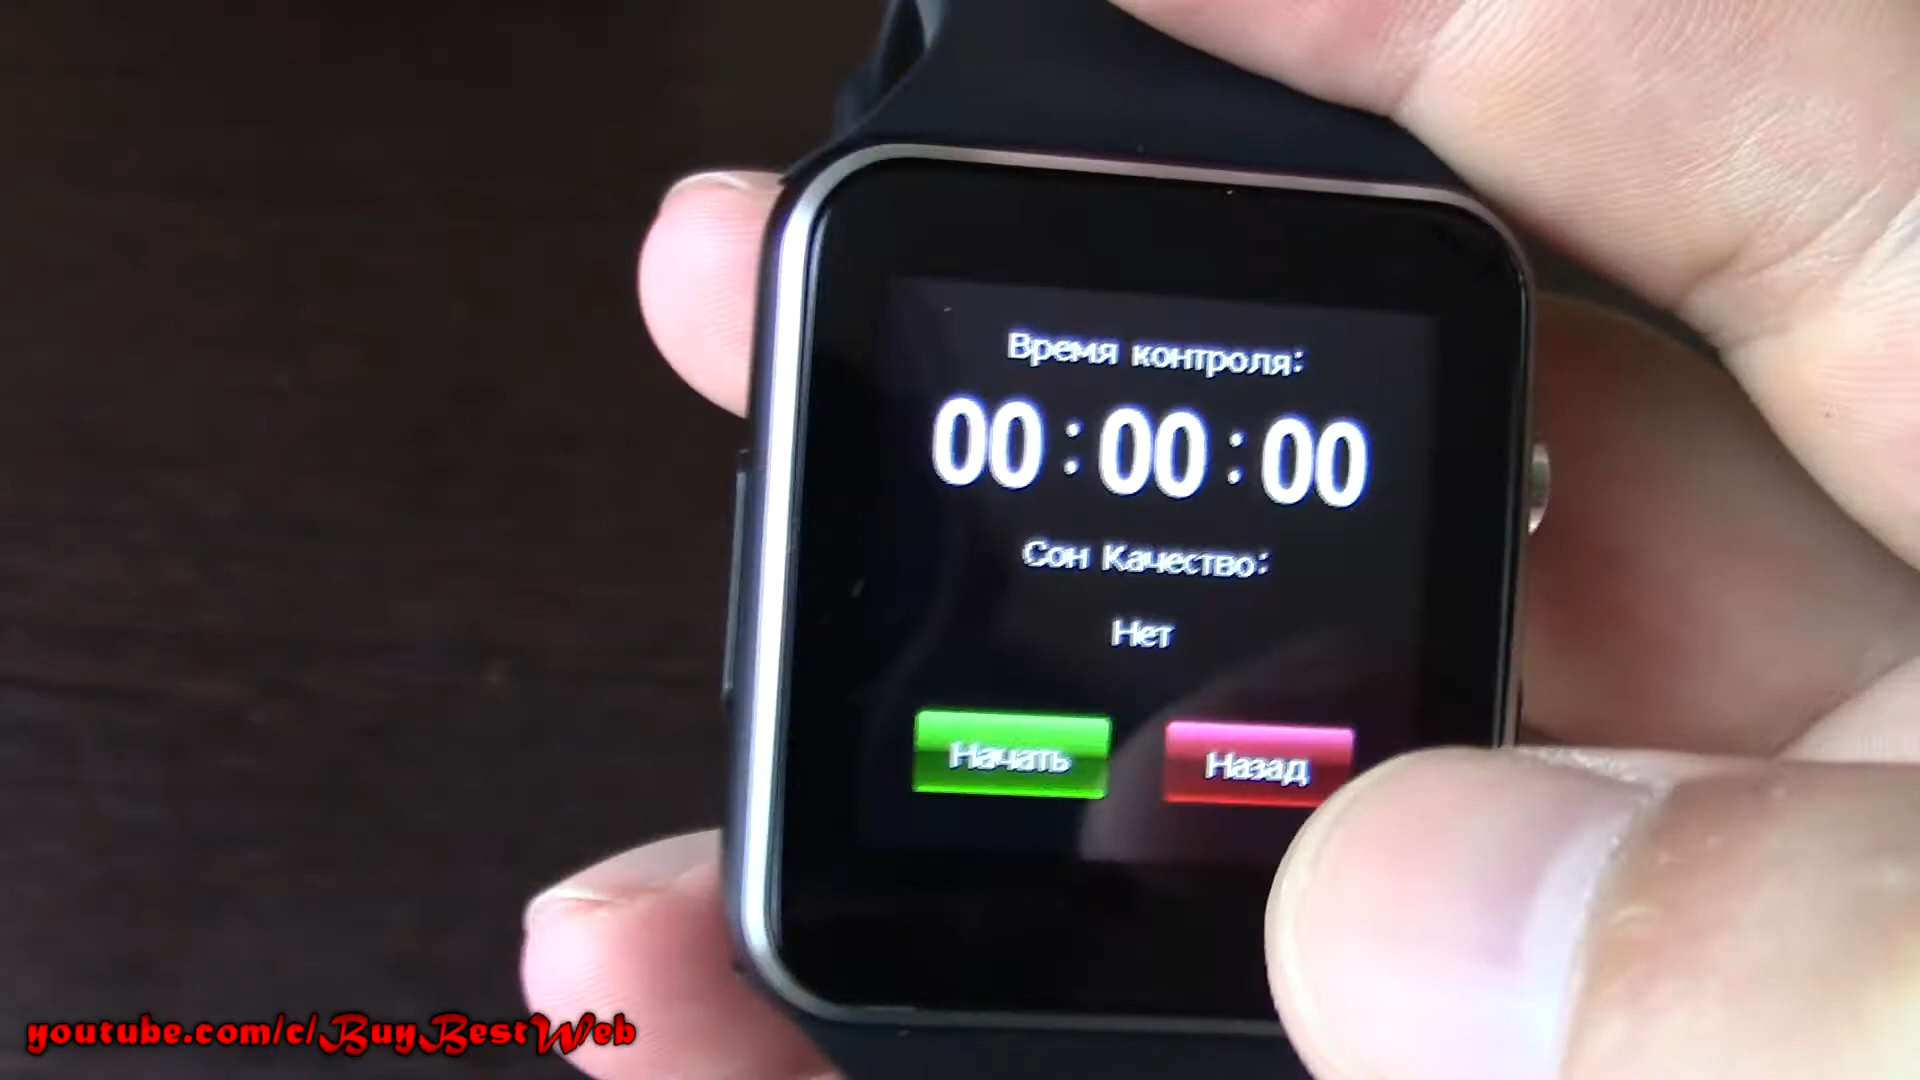 Время контроля:
00:00:00
Сон Качество:
Нет
Начать Назад
youtube.com/c/BuyBestWeb